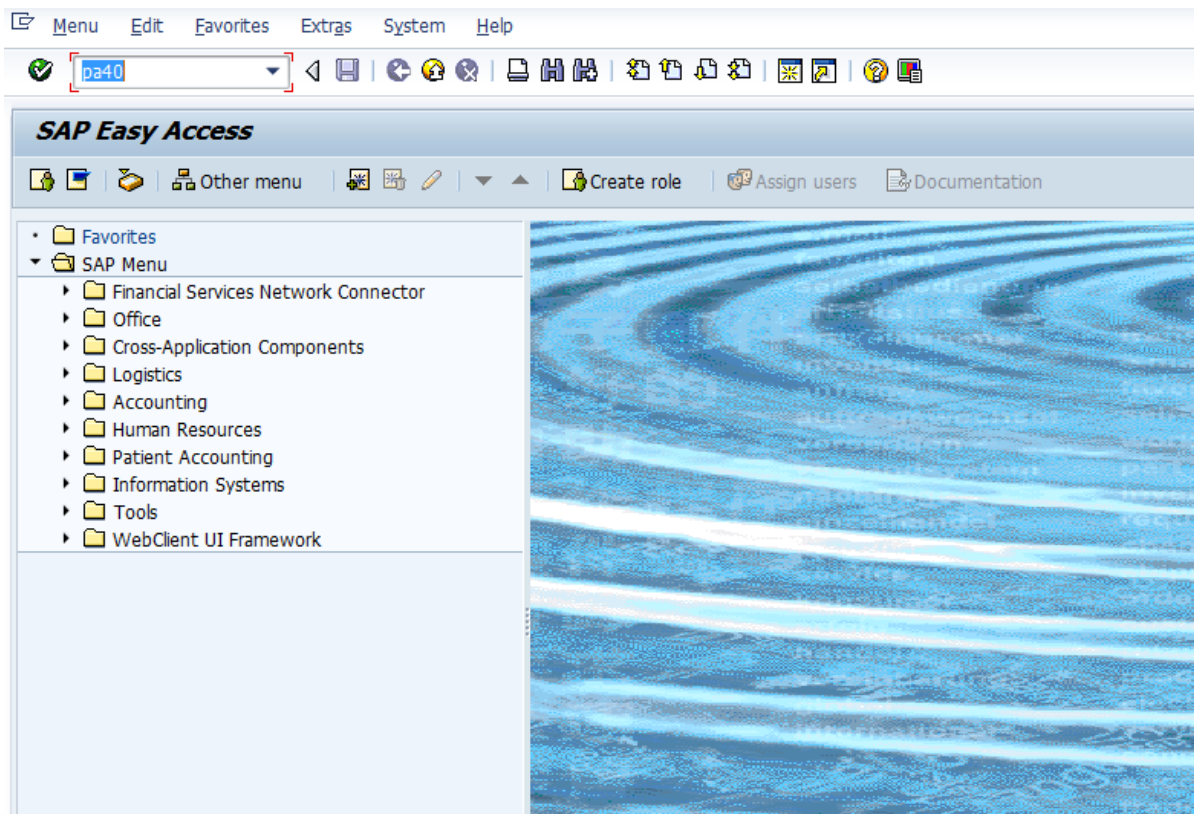 Menu Edit Favorites Extras System Help
pa40
SAP Easy Access
Other menu Create role Assign users Documentation
Favorites
SAP Menu
Financial Services Network Connector
Office
Cross-Application Components
Logistics
Accounting
Human Resources
Patient Accounting
Information Systems
Tools
WebClient UI Framework